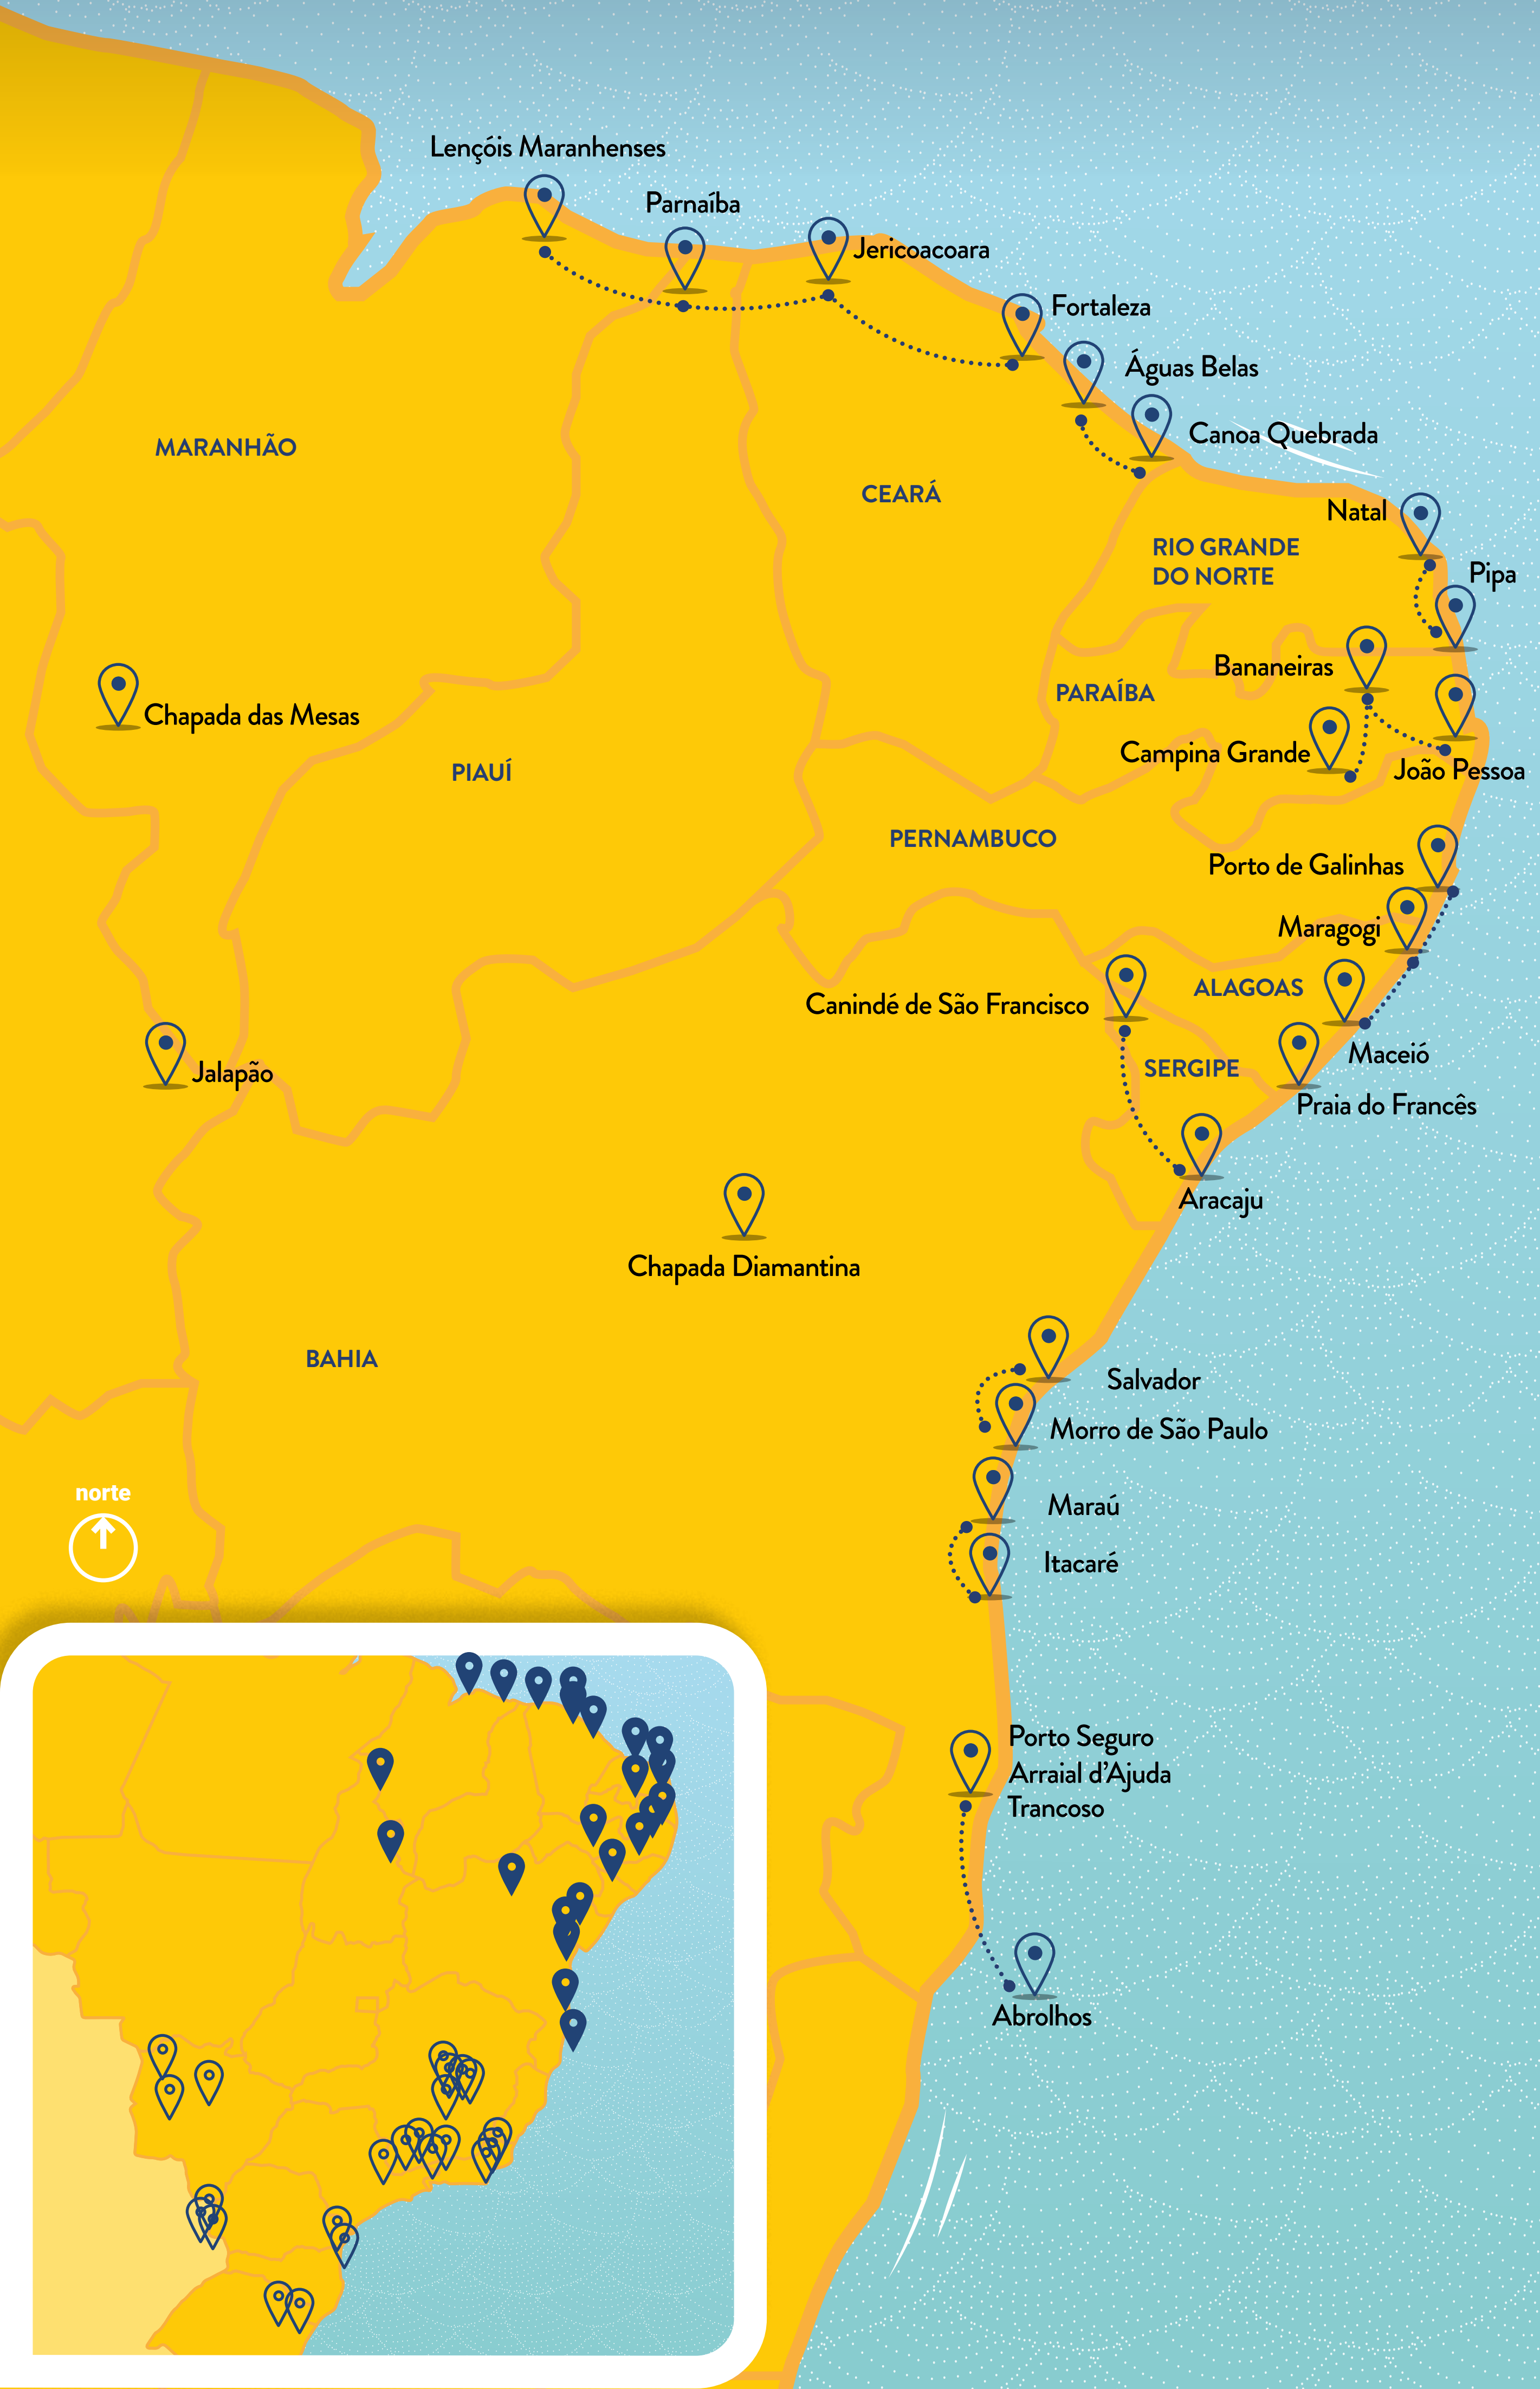 Lençóis Maranhenses
Parnaíba
Jericoacoara
Fortaleza
Águas Belas
Canoa Quebrada
MARANHÃO
CEARÁ
Natal
RIO GRANDE
DO NORTE
Pipa
Bananeiras
PARAÍBA
Chapada das Mesas
Campina Grande
João Pessoa
PIAUÍ
PERNAMBUCO
Porto de Galinhas
Maragogi
ALAGOAS
Canindé de São Francisco
Maceió
SERGIPE
Jalapão
Praia do Francês
Aracaju
Chapada Diamantina
BAHIA
Salvador
Morro de São Paulo
norte
Maraú
Itacaré
Porto Seguro
Arraial d'Ajuda
Trancoso
Abrolhos